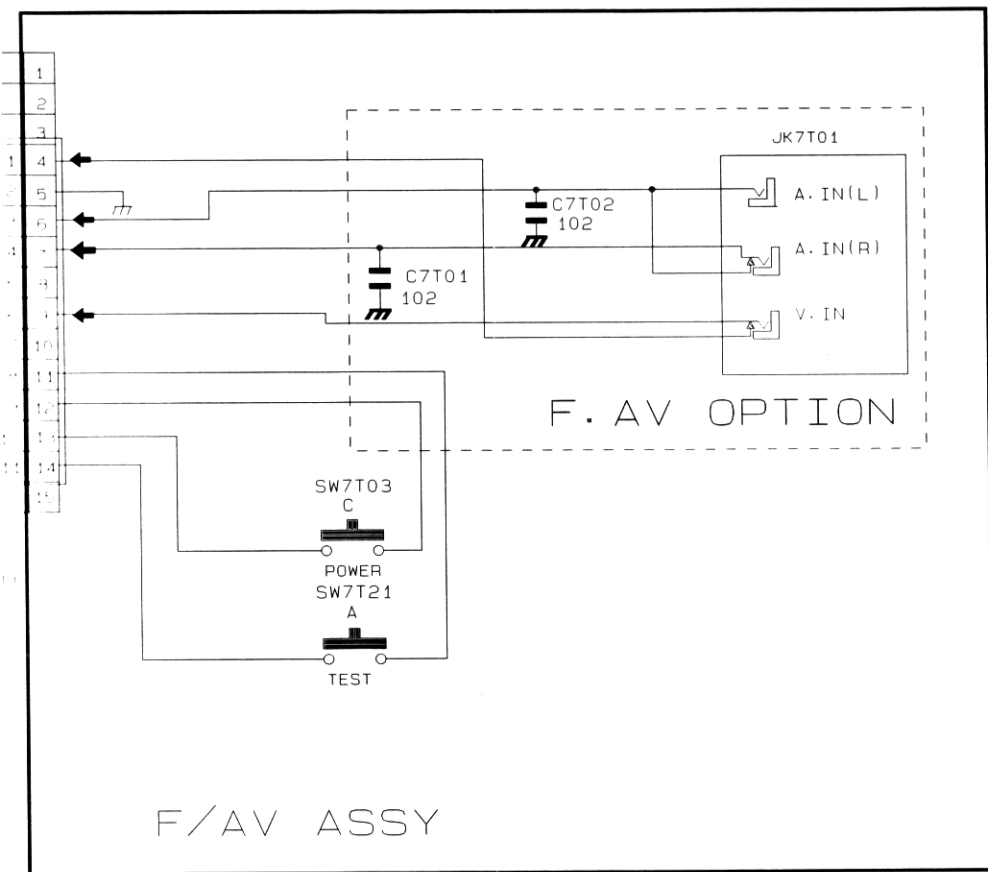 1
2
3
4
5
6
8
10
11
12
13
14
15
JK7T01
A.IN(L)
C7T02
102
A.IN(R)
C7T01
102
V.IN
F.AV OPTION
SW7T03
C
POWER
SW7T21
A
TEST
F/AV ASSY